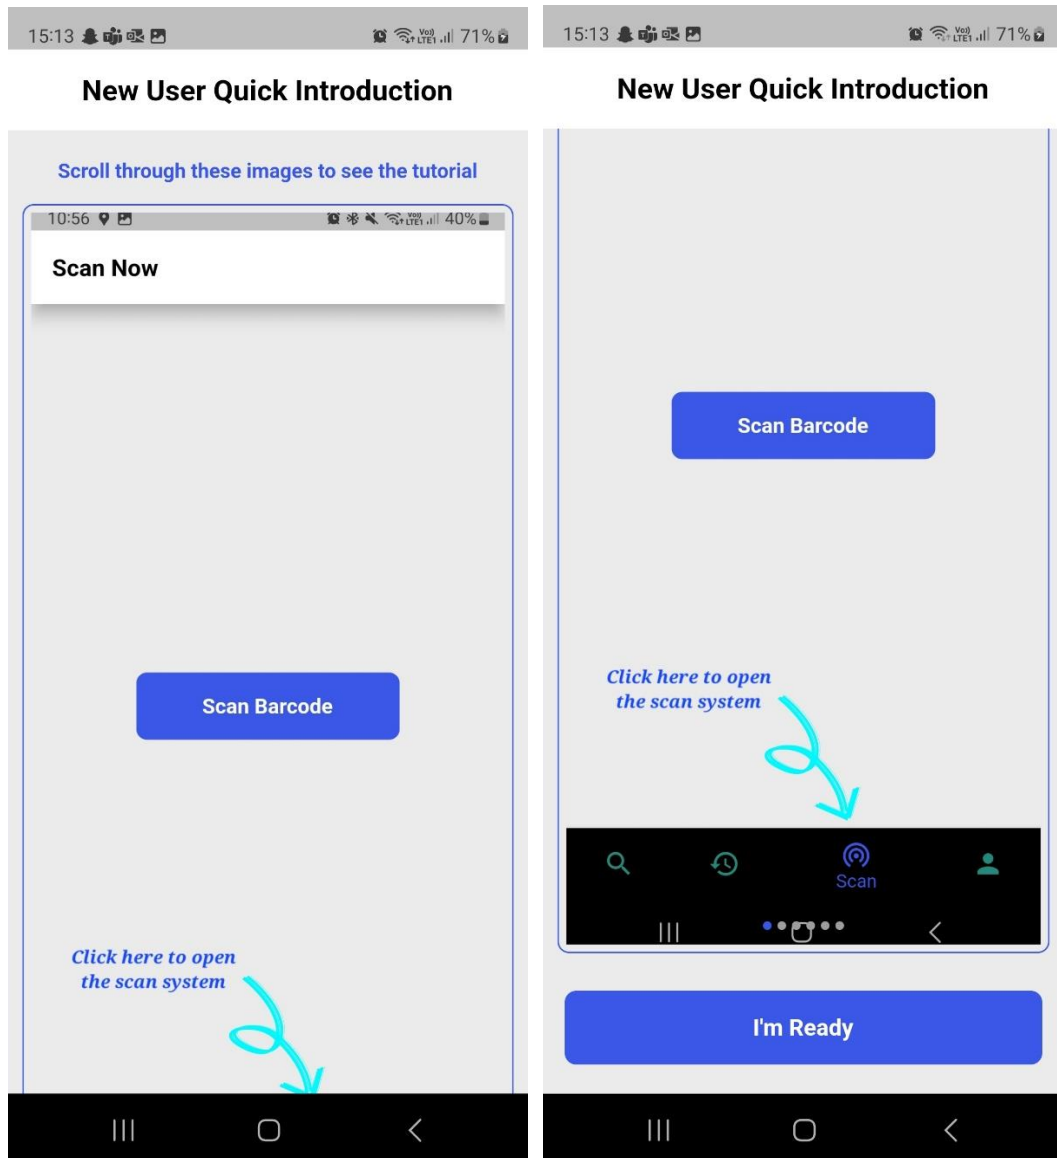 15:13 71%
New User Quick Introduction
Scroll through these images to see the tutorial
10:56 40%
Scan Now
Scan Barcode
Click here to open
the scan system
15:13 71%
New User Quick Introduction
Scan Barcode
Click here to open
the scan system
Scan
I'm Ready